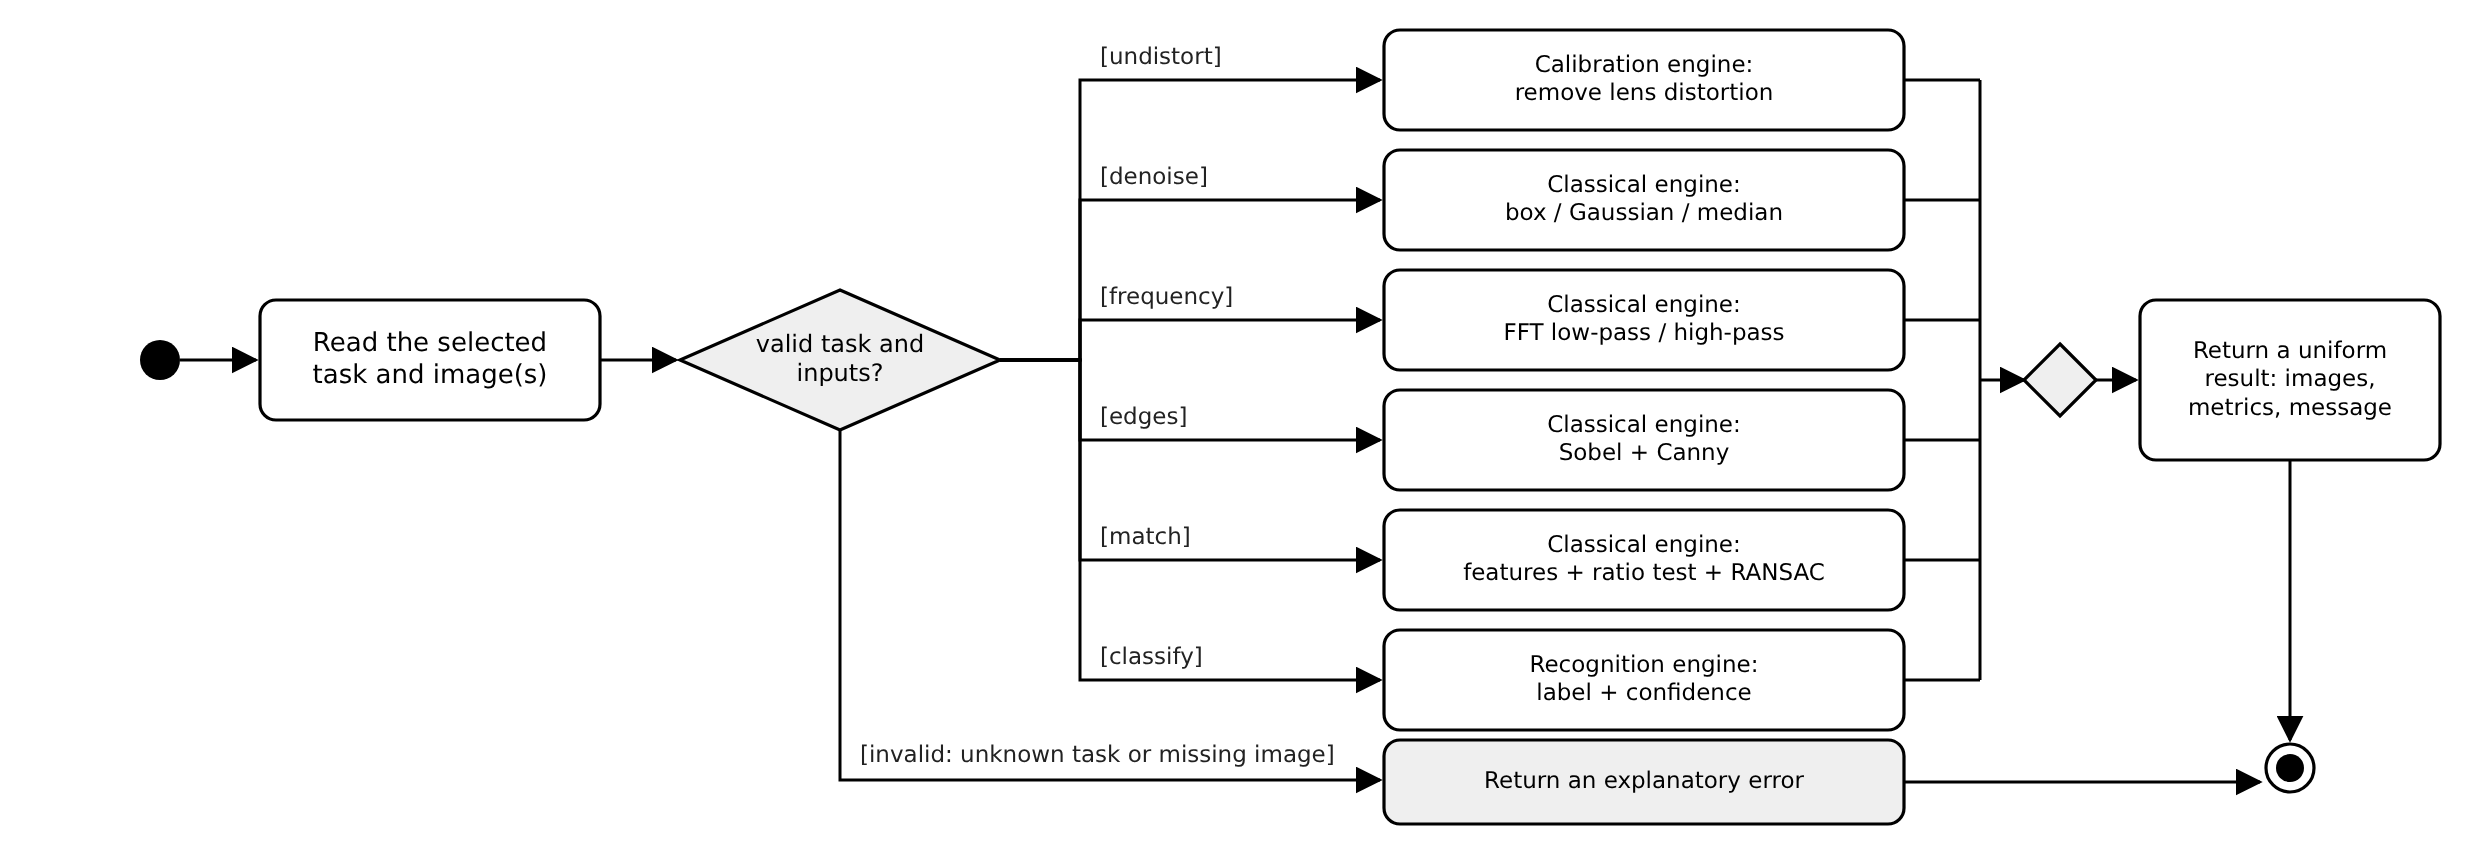 [undistort]
Calibration engine:
remove lens distortion
[denoise]
Classical engine:
box / Gaussian / median
[frequency]
Classical engine:
FFT low-pass / high-pass
Read the selected
task and image(s)
valid task and
inputs?
[edges]
Classical engine:
Sobel + Canny
[match]
Classical engine:
features + ratio test + RANSAC
[classify]
Recognition engine:
label + confidence
[invalid: unknown task or missing image]
Return an explanatory error
Return a uniform
result: images,
metrics, message